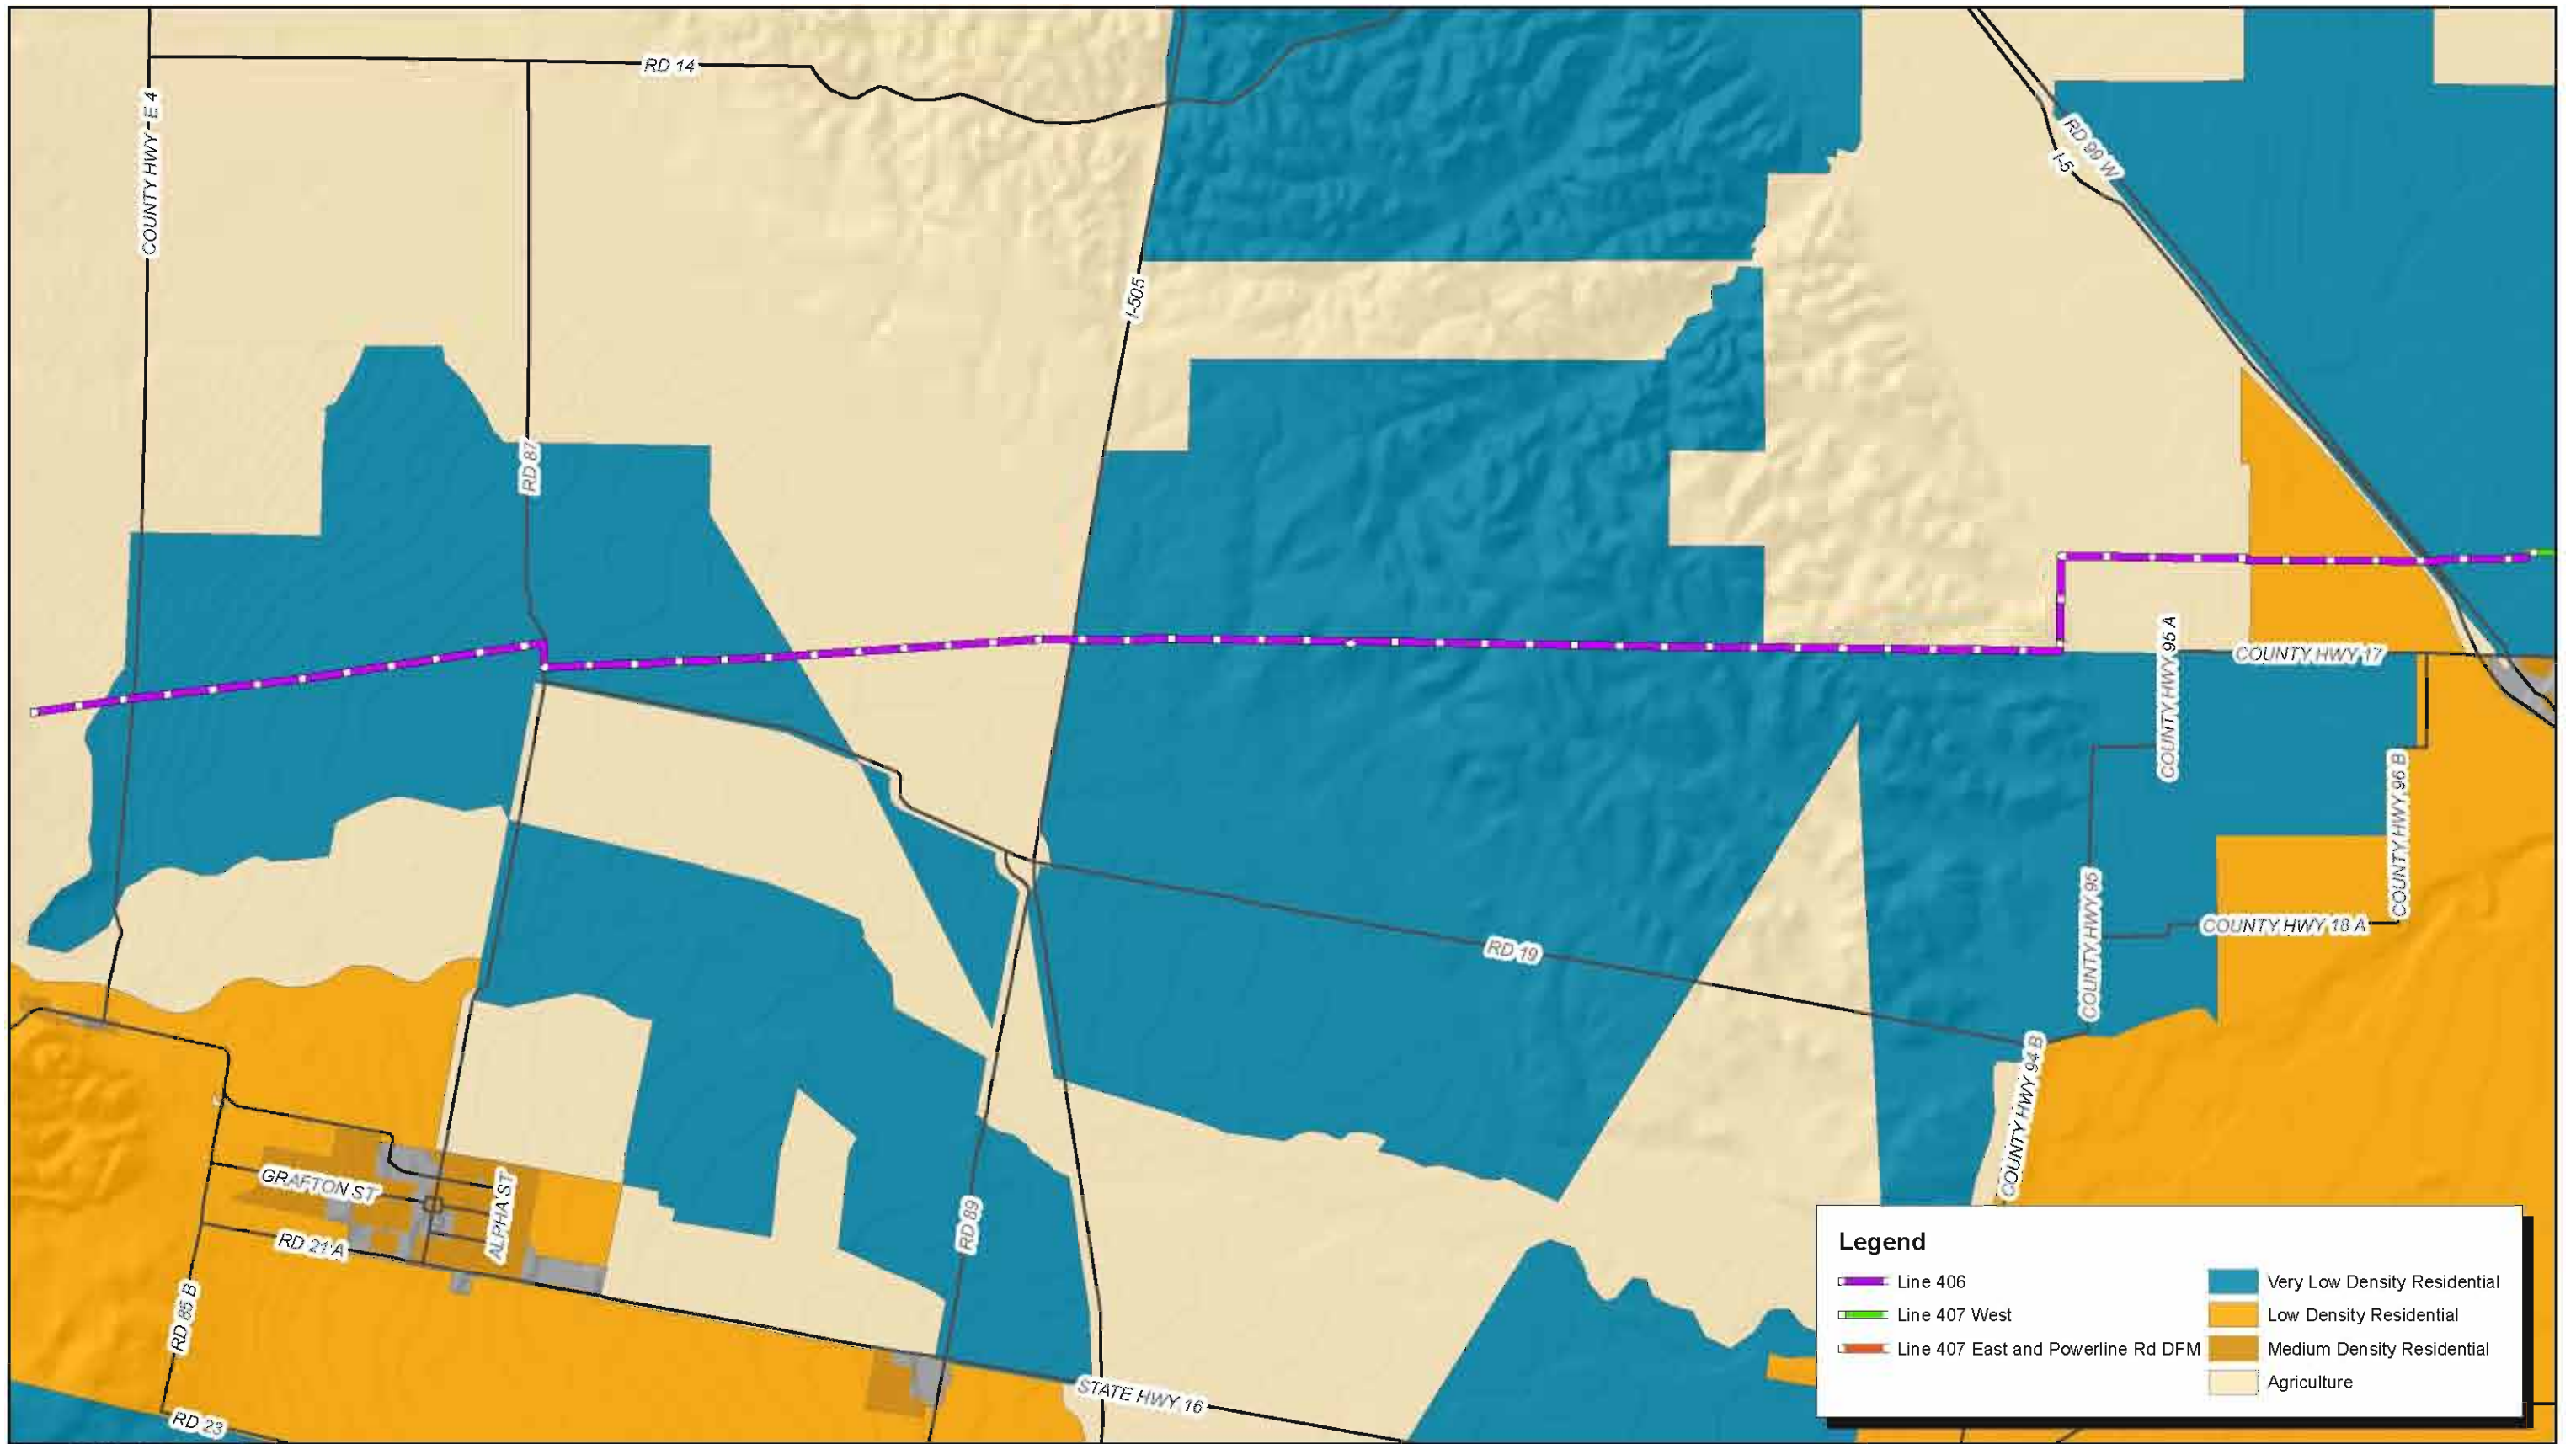 RD 14
COUNTY HWY E 4
RD 99 W
I-5
I-505
RD 87
COUNTY HWY 17
COUNTY HWY 95 A
COUNTY HWY 96 B
COUNTY HWY 95
COUNTY HWY 18 A
RD 19
COUNTY HWY 94 B
GRAFTON ST
ALPHA ST
RD 21 A
RD 89
RD 85 B
STATE HWY 16
RD 23
Legend
Line 406
Line 407 West
Line 407 East and Powerline Rd DFM
Very Low Density Residential
Low Density Residential
Medium Density Residential
Agriculture